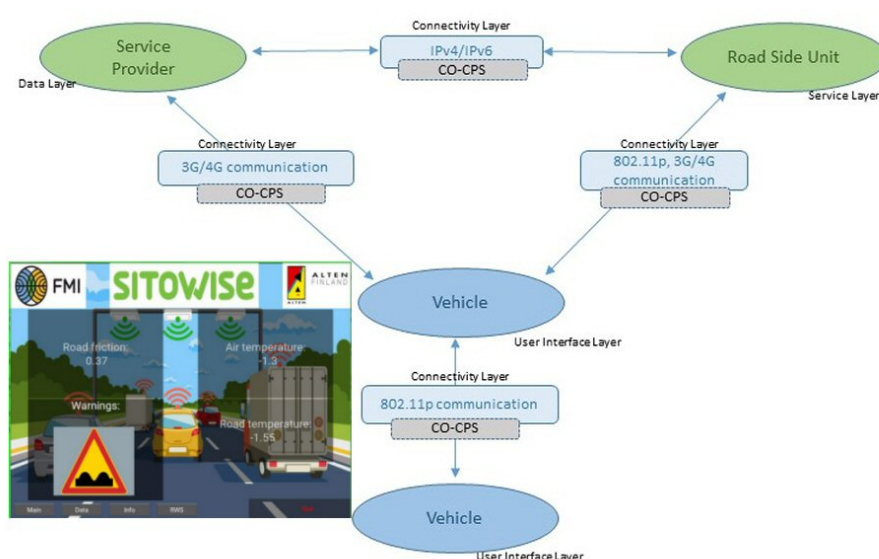 Connectivity Layer
Service
Provider
IPv4/IPv6
CO-CPS
Road Side Unit
Data Layer
Service Layer
Connectivity Layer
3G/4G communication
CO-CPS
Connectivity Layer
802.11p, 3G/4G
communication
CO-CPS
FMI
SITOWISE
ALTEN
FINLAND
ALTEN
Road friction:
0.37
Air temperature:
-1.3
Warnings:
Road temperature:
-1.55
Main
Data
Info
RWS
Vehicle
User Interface Layer
Connectivity Layer
802.11p communication
CO-CPS
Vehicle
User Interface Layer